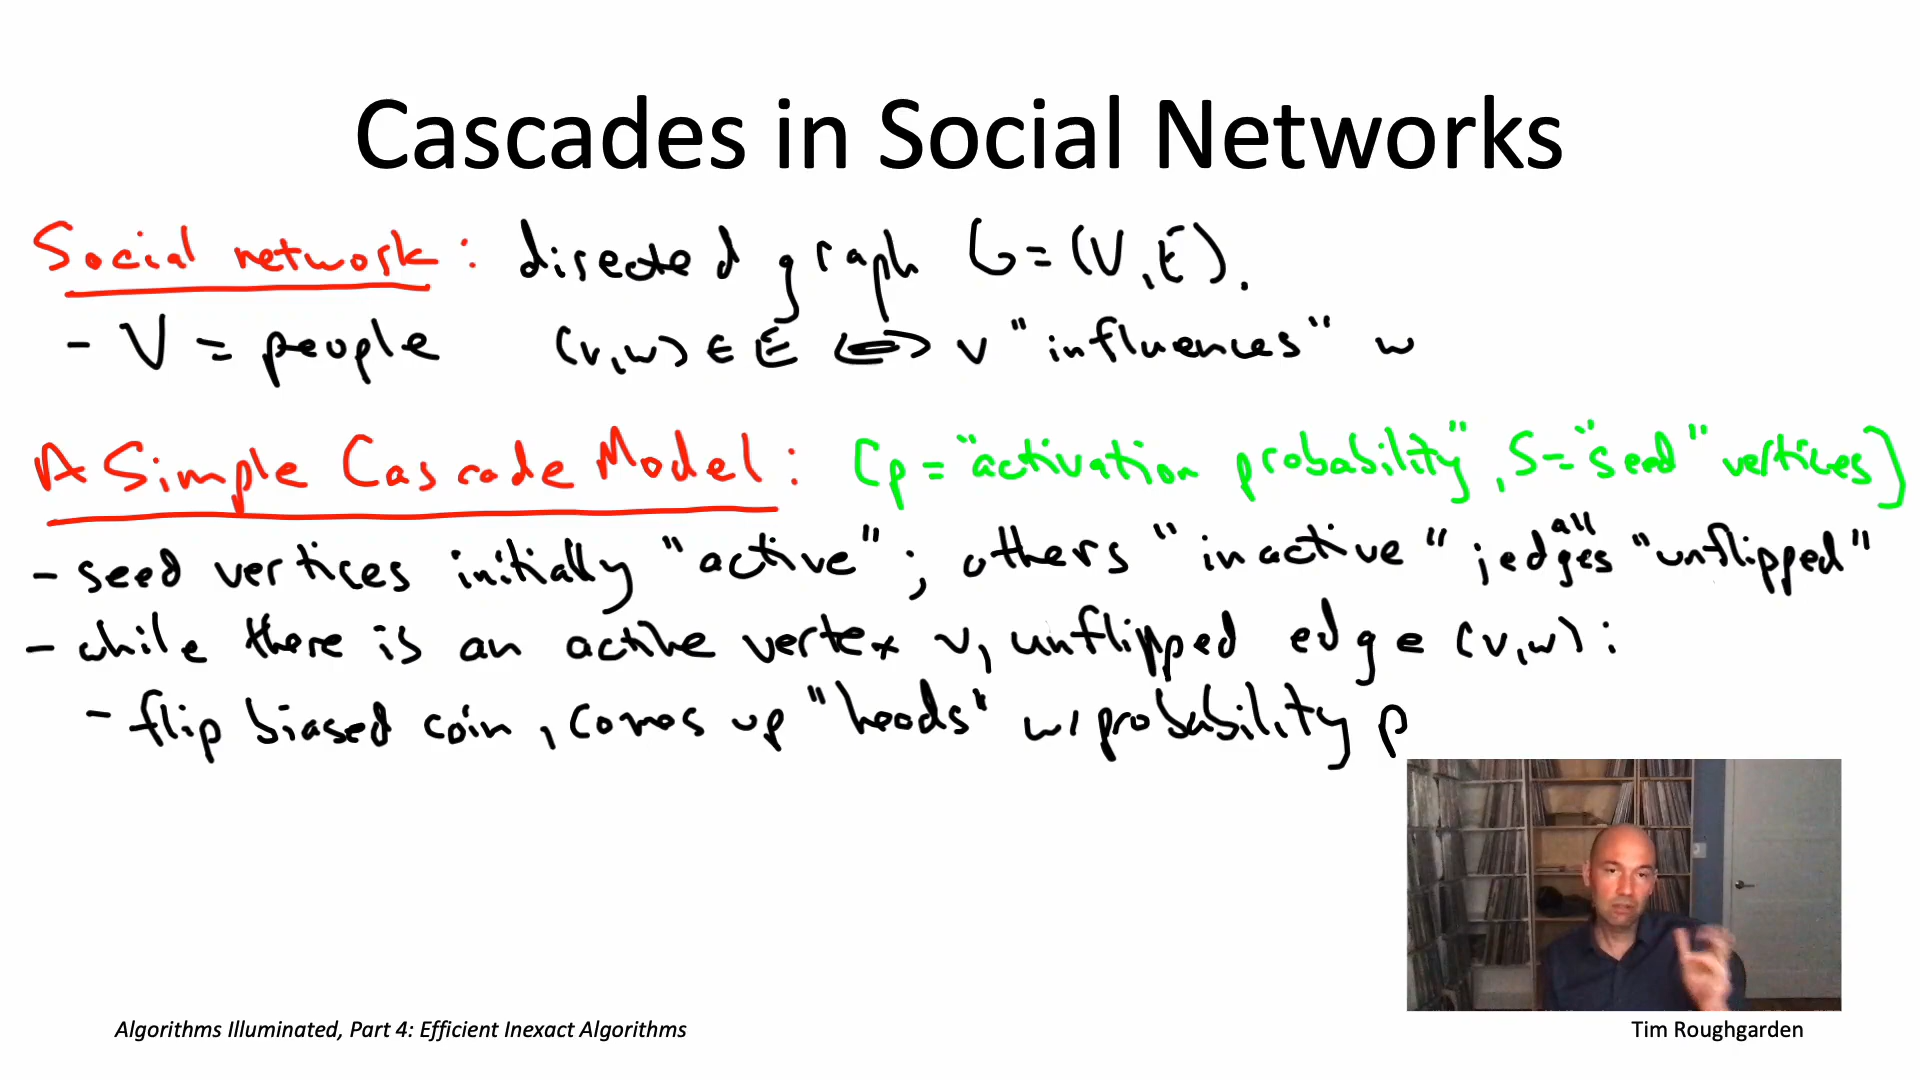 Cascades in Social Networks
Social network: directed graph G=(V,E).
- V = people (v,w) ∈ E ⟺ v "influences" w
A Simple Cascade Model: [p = "activation probability", S = "seed" vertices]
- seed vertices initially "active"; others "inactive"; all edges "unflipped"
- while there is an active vertex v, unflipped edge (v,w):
- flip biased coin, comes up "heads" w/ probability p
Algorithms Illuminated, Part 4: Efficient Inexact Algorithms
Tim Roughgarden